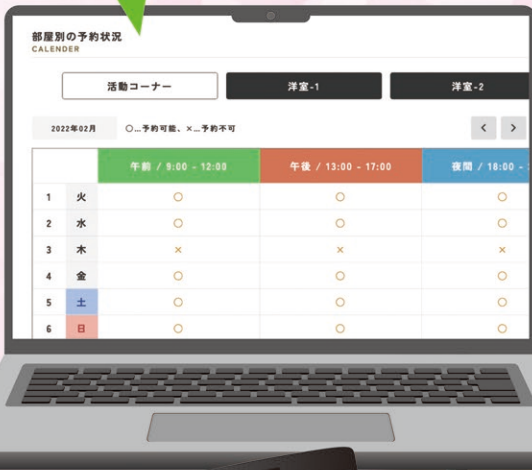 部屋別の予約状況
CALENDER
活動コーナー 洋室-1 洋室-2
2022年02月 ○…予約可能、×…予約不可 < >
午前 / 9:00 - 12:00 午後 / 13:00 - 17:00 夜間 / 18:00 -
1 火 ○ ○ ○
2 水 ○ ○ ○
3 木 × × ×
4 金 ○ ○ ○
5 土 ○ ○ ○
6 日 ○ ○ ○